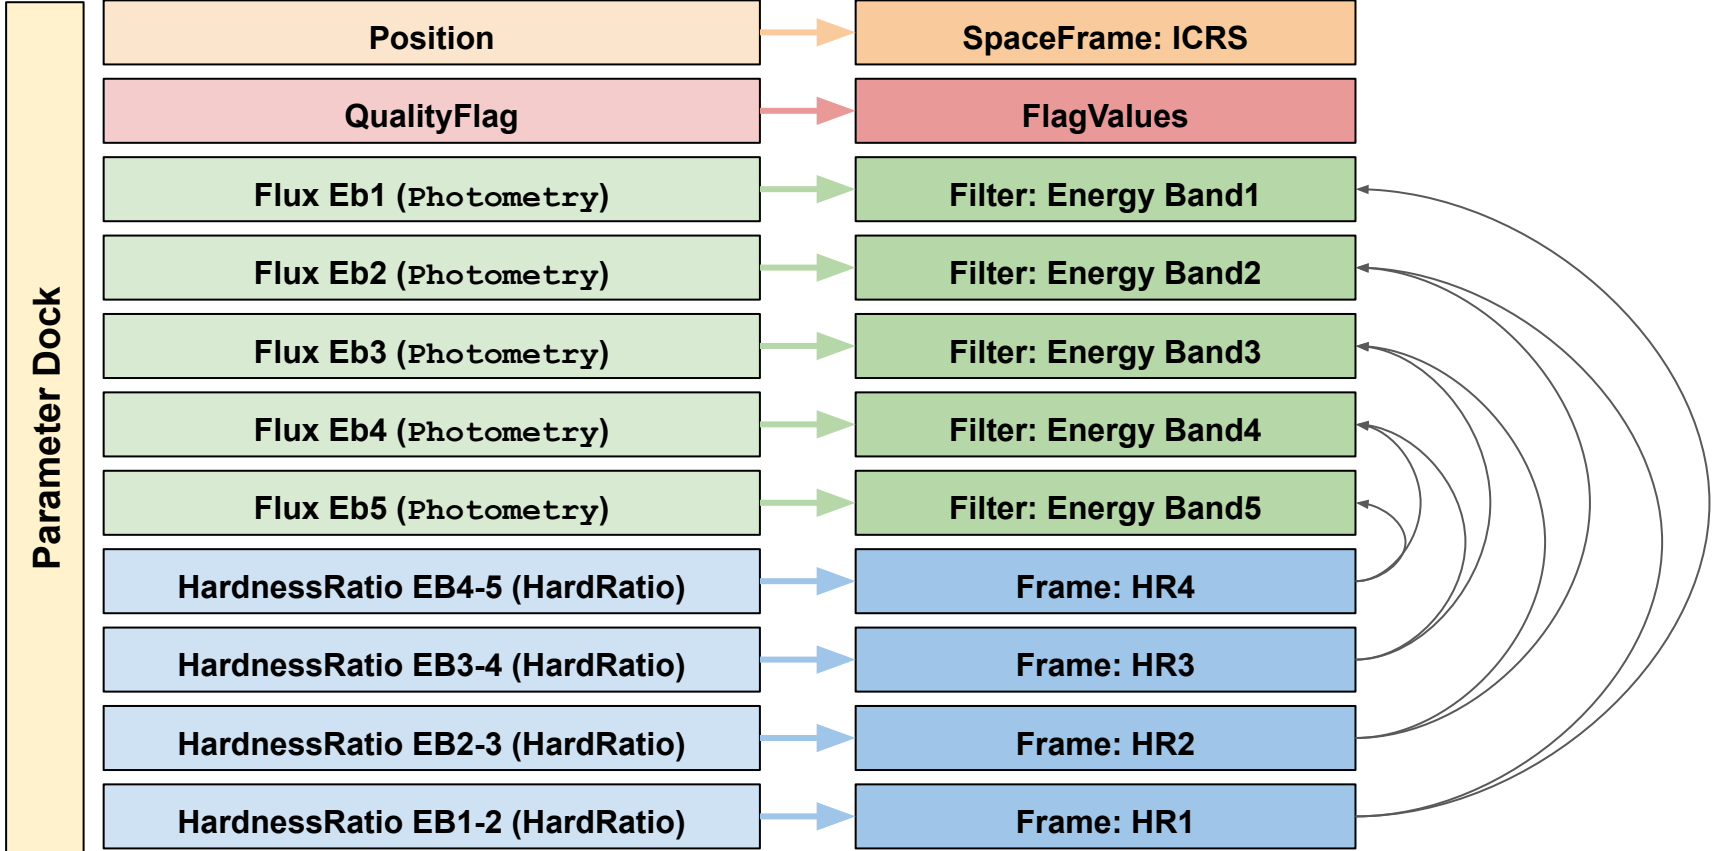 Parameter Dock
Position
SpaceFrame: ICRS
QualityFlag
FlagValues
Flux Eb1 (Photometry)
Filter: Energy Band1
Flux Eb2 (Photometry)
Filter: Energy Band2
Flux Eb3 (Photometry)
Filter: Energy Band3
Flux Eb4 (Photometry)
Filter: Energy Band4
Flux Eb5 (Photometry)
Filter: Energy Band5
HardnessRatio EB4-5 (HardRatio)
Frame: HR4
HardnessRatio EB3-4 (HardRatio)
Frame: HR3
HardnessRatio EB2-3 (HardRatio)
Frame: HR2
HardnessRatio EB1-2 (HardRatio)
Frame: HR1